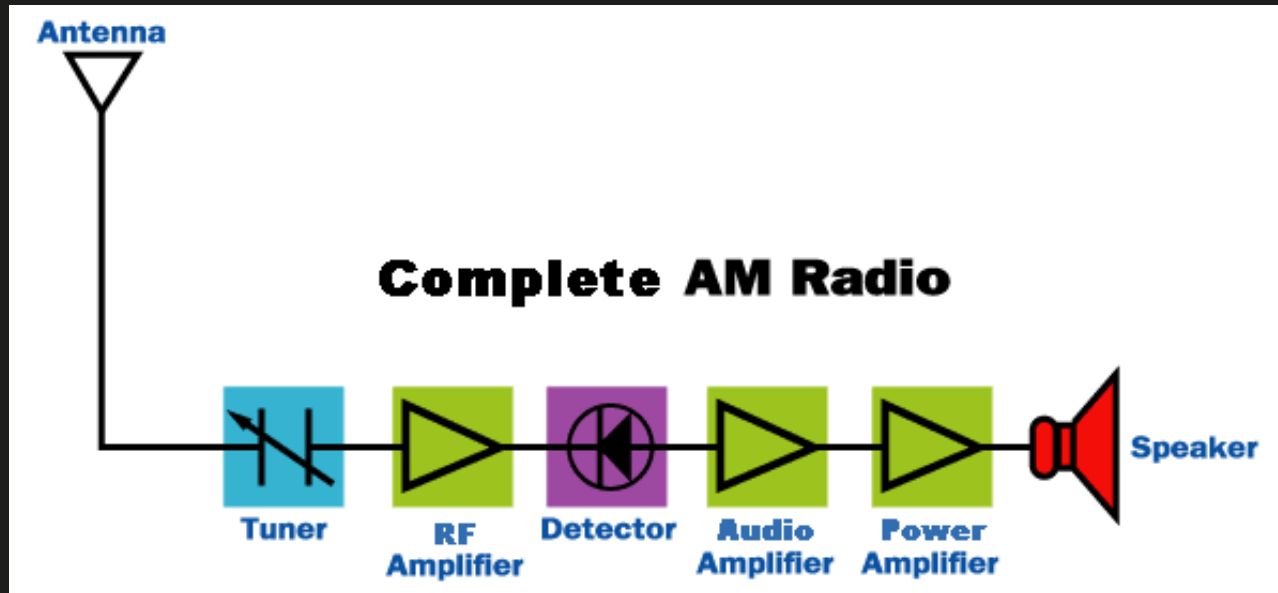 Antenna
Complete AM Radio
Speaker
Tuner
RF
Amplifier
Detector
Audio
Amplifier
Power
Amplifier